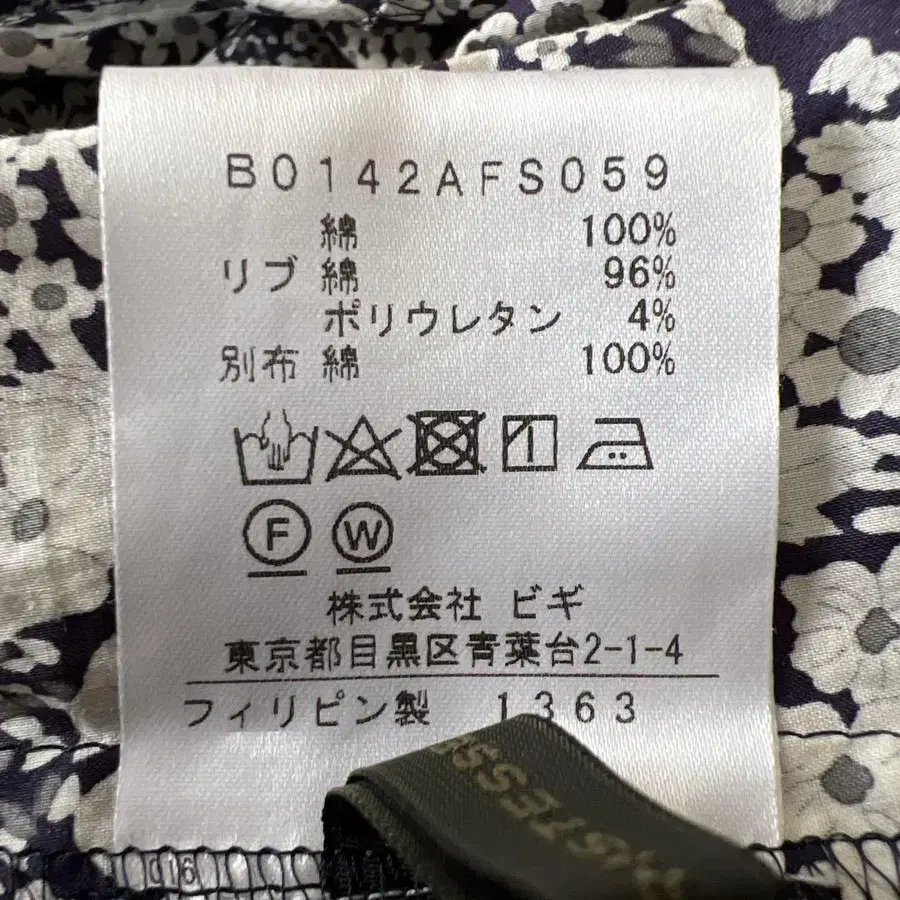 B0142AFS059
綿 100%
リブ 綿 96%
ポリウレタン 4%
別布 綿 100%
F W
株式会社 ビギ
東京都目黒区青葉台2-1-4
フィリピン製 1363